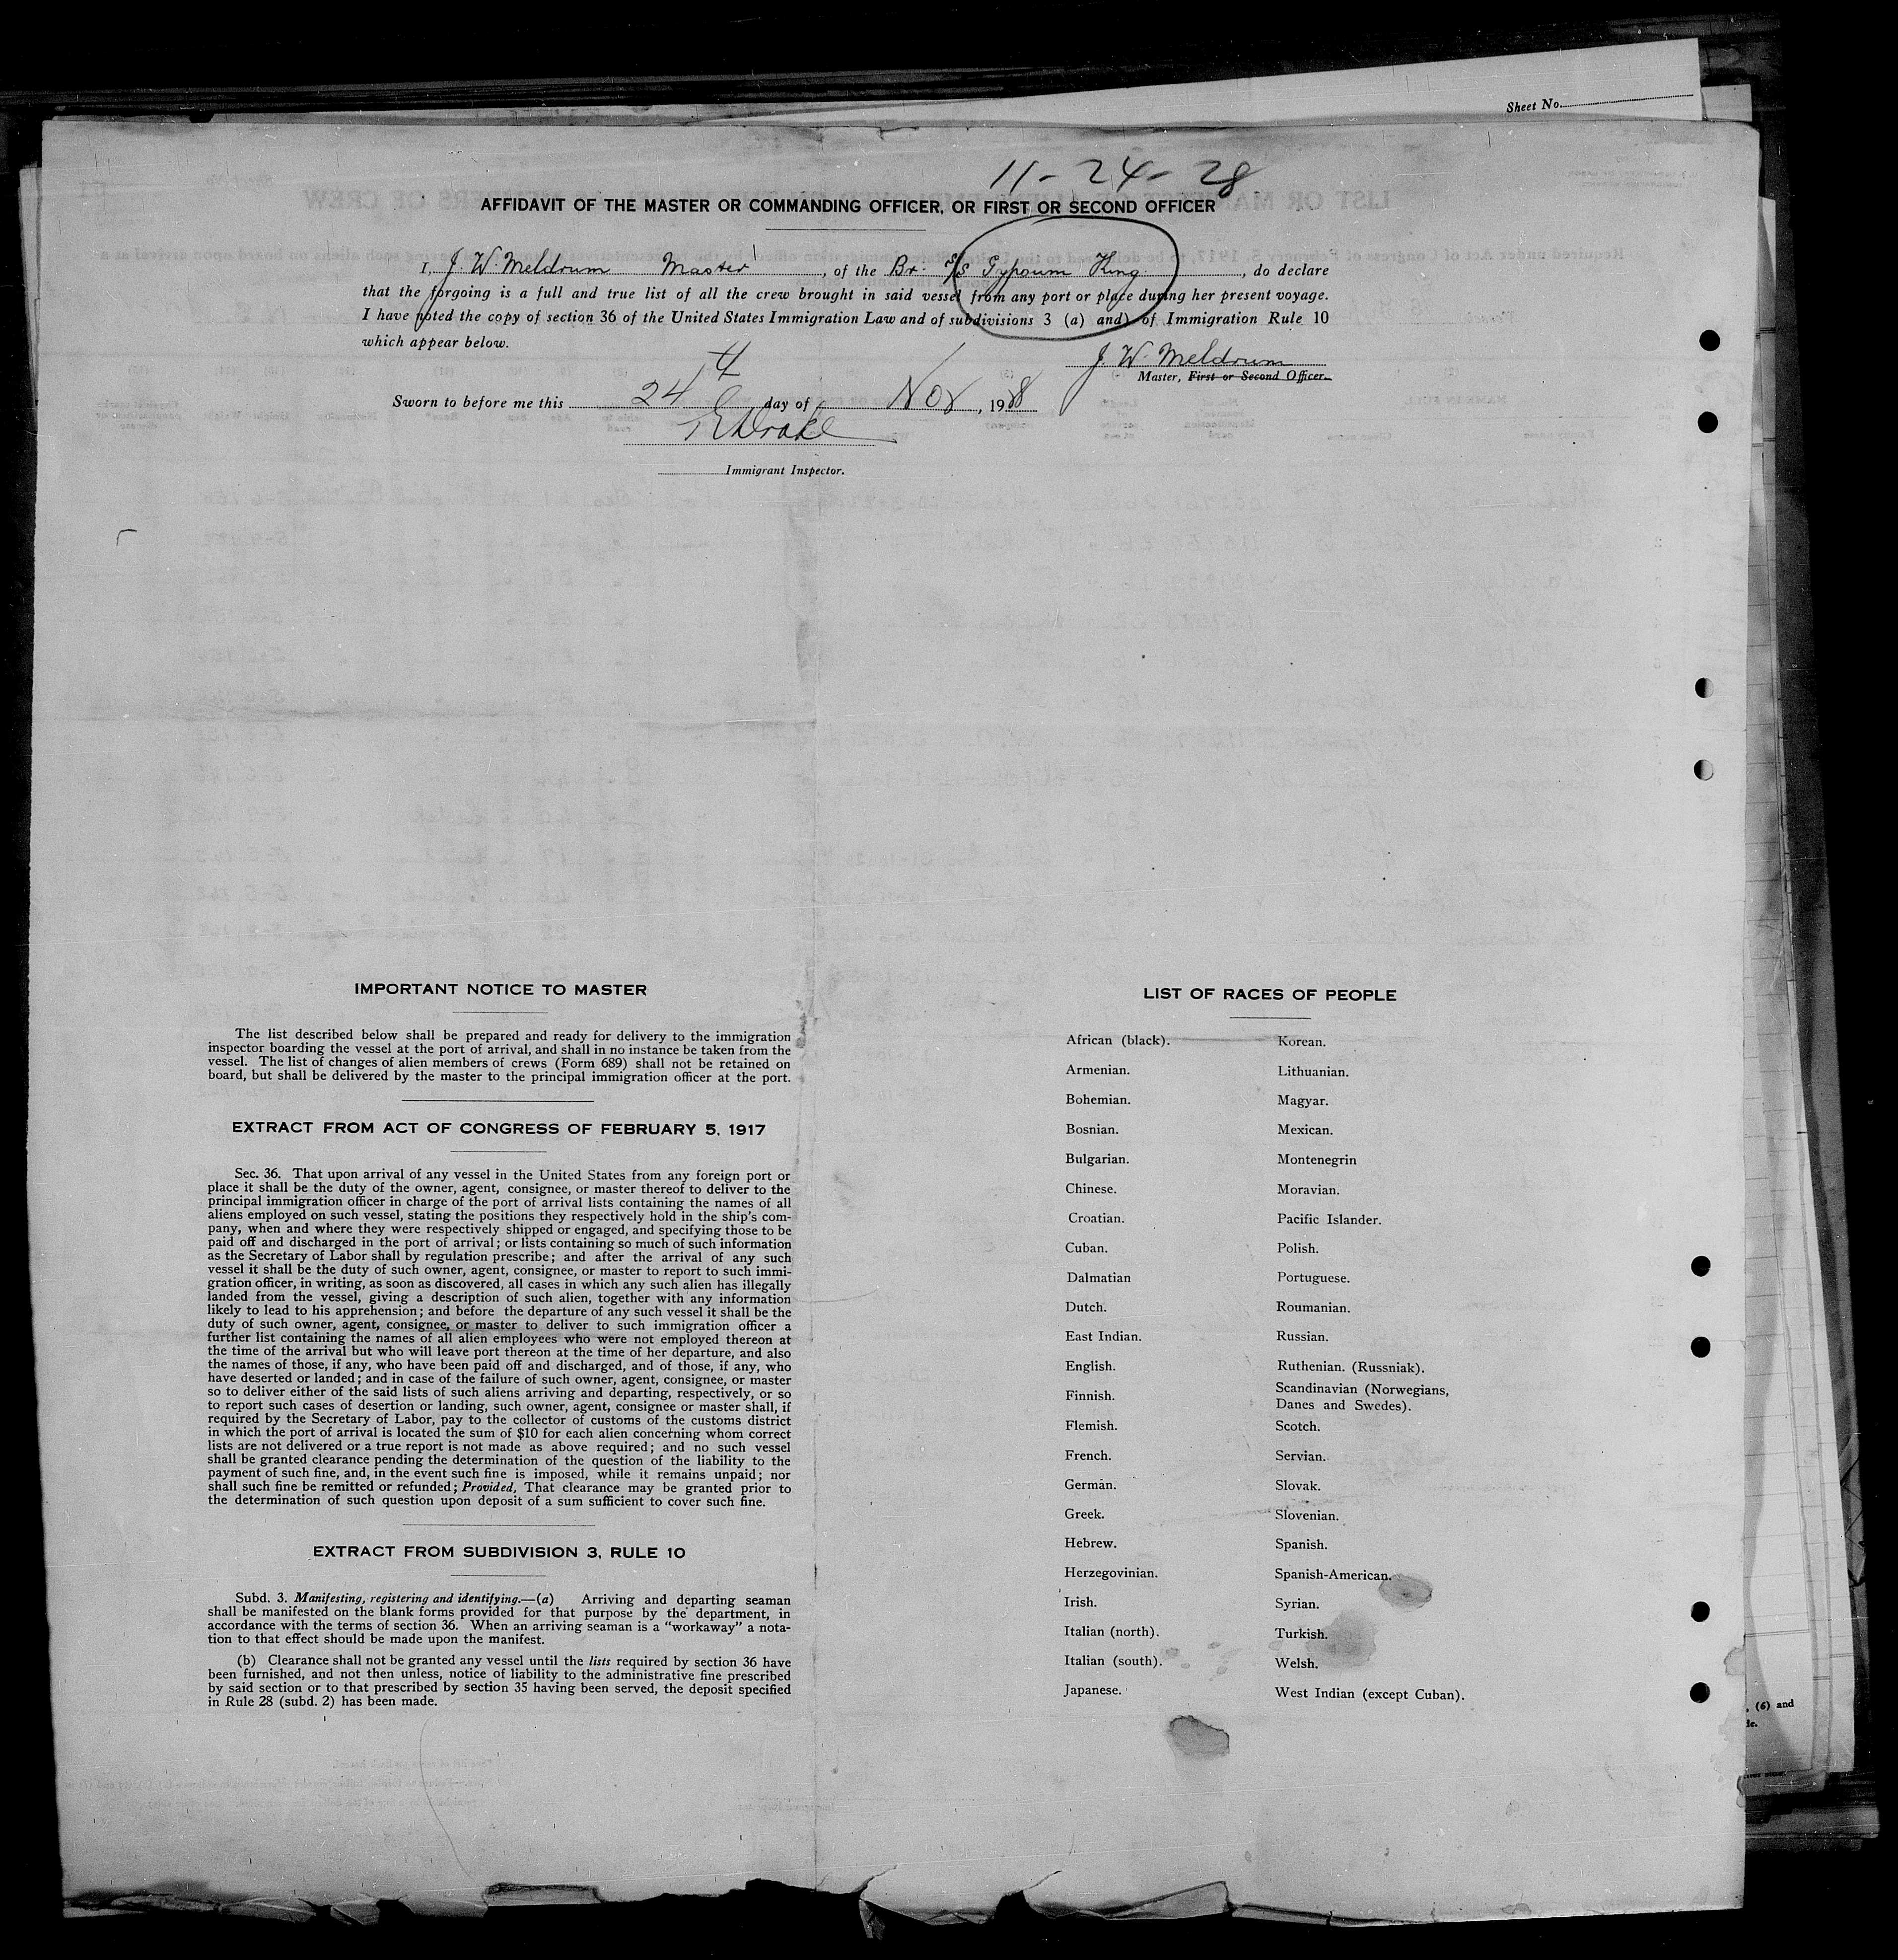 Sheet No.
11-24-28
AFFIDAVIT OF THE MASTER OR COMMANDING OFFICER, OR FIRST OR SECOND OFFICER
I, J. W. Meldrum Master, of the Br. S/S Gypsum King, do declare
that the forgoing is a full and true list of all the crew brought in said vessel from any port or place during her present voyage.
I have noted the copy of section 36 of the United States Immigration Law and of subdivisions 3 (a) and) of Immigration Rule 10
which appear below.
J. W. Meldrum
Master, First or Second Officer.
Sworn to before me this 24 day of Nov, 1928
Drake
Immigrant Inspector.
IMPORTANT NOTICE TO MASTER
The list described below shall be prepared and ready for delivery to the immigration
inspector boarding the vessel at the port of arrival, and shall in no instance be taken from the
vessel. The list of changes of alien members of crews (Form 689) shall not be retained on
board, but shall be delivered by the master to the principal immigration officer at the port.
EXTRACT FROM ACT OF CONGRESS OF FEBRUARY 5, 1917
Sec. 36. That upon arrival of any vessel in the United States from any foreign port or
place it shall be the duty of the owner, agent, consignee, or master thereof to deliver to the
principal immigration officer in charge of the port of arrival lists containing the names of all
aliens employed on such vessel, stating the positions they respectively hold in the ship's com-
pany, when and where they were respectively shipped or engaged, and specifying those to be
paid off and discharged in the port of arrival; or lists containing so much of such information
as the Secretary of Labor shall by regulation prescribe; and after the arrival of any such
vessel it shall be the duty of such owner, agent, consignee, or master to report to such immi-
gration officer, in writing, as soon as discovered, all cases in which any such alien has illegally
landed from the vessel, giving a description of such alien, together with any information
likely to lead to his apprehension; and before the departure of any such vessel it shall be the
duty of such owner, agent, consignee, or master to deliver to such immigration officer a
further list containing the names of all alien employees who were not employed thereon at
the time of the arrival but who will leave port thereon at the time of her departure, and also
the names of those, if any, who have been paid off and discharged, and of those, if any, who
have deserted or landed; and in case of the failure of such owner, agent, consignee, or master
so to deliver either of the said lists of such aliens arriving and departing, respectively, or so
to report such cases of desertion or landing, such owner, agent, consignee or master shall, if
required by the Secretary of Labor, pay to the collector of customs of the customs district
in which the port of arrival is located the sum of $10 for each alien concerning whom correct
lists are not delivered or a true report is not made as above required; and no such vessel
shall be granted clearance pending the determination of the question of the liability to the
payment of such fine, and, in the event such fine is imposed, while it remains unpaid; nor
shall such fine be remitted or refunded; Provided, That clearance may be granted prior to
the determination of such question upon deposit of a sum sufficient to cover such fine.
EXTRACT FROM SUBDIVISION 3, RULE 10
Subd. 3. Manifesting, registering and identifying.—(a) Arriving and departing seaman
shall be manifested on the blank forms provided for that purpose by the department, in
accordance with the terms of section 36. When an arriving seaman is a "workaway" a nota-
tion to that effect should be made upon the manifest.
(b) Clearance shall not be granted any vessel until the lists required by section 36 have
been furnished, and not then unless, notice of liability to the administrative fine prescribed
by said section or to that prescribed by section 35 having been served, the deposit specified
in Rule 28 (subd. 2) has been made.
LIST OF RACES OF PEOPLE
African (black).
Armenian.
Bohemian.
Bosnian.
Bulgarian.
Chinese.
Croatian.
Cuban.
Dalmatian
Dutch.
East Indian.
English.
Finnish.
Flemish.
French.
German.
Greek.
Hebrew.
Herzegovinian.
Irish.
Italian (north).
Italian (south).
Japanese.
Korean.
Lithuanian.
Magyar.
Mexican.
Montenegrin
Moravian.
Pacific Islander.
Polish.
Portuguese.
Roumanian.
Russian.
Ruthenian. (Russniak).
Scandinavian (Norwegians,
Danes and Swedes).
Scotch.
Servian.
Slovak.
Slovenian.
Spanish.
Spanish-American.
Syrian.
Turkish.
Welsh.
West Indian (except Cuban).
, (6) and